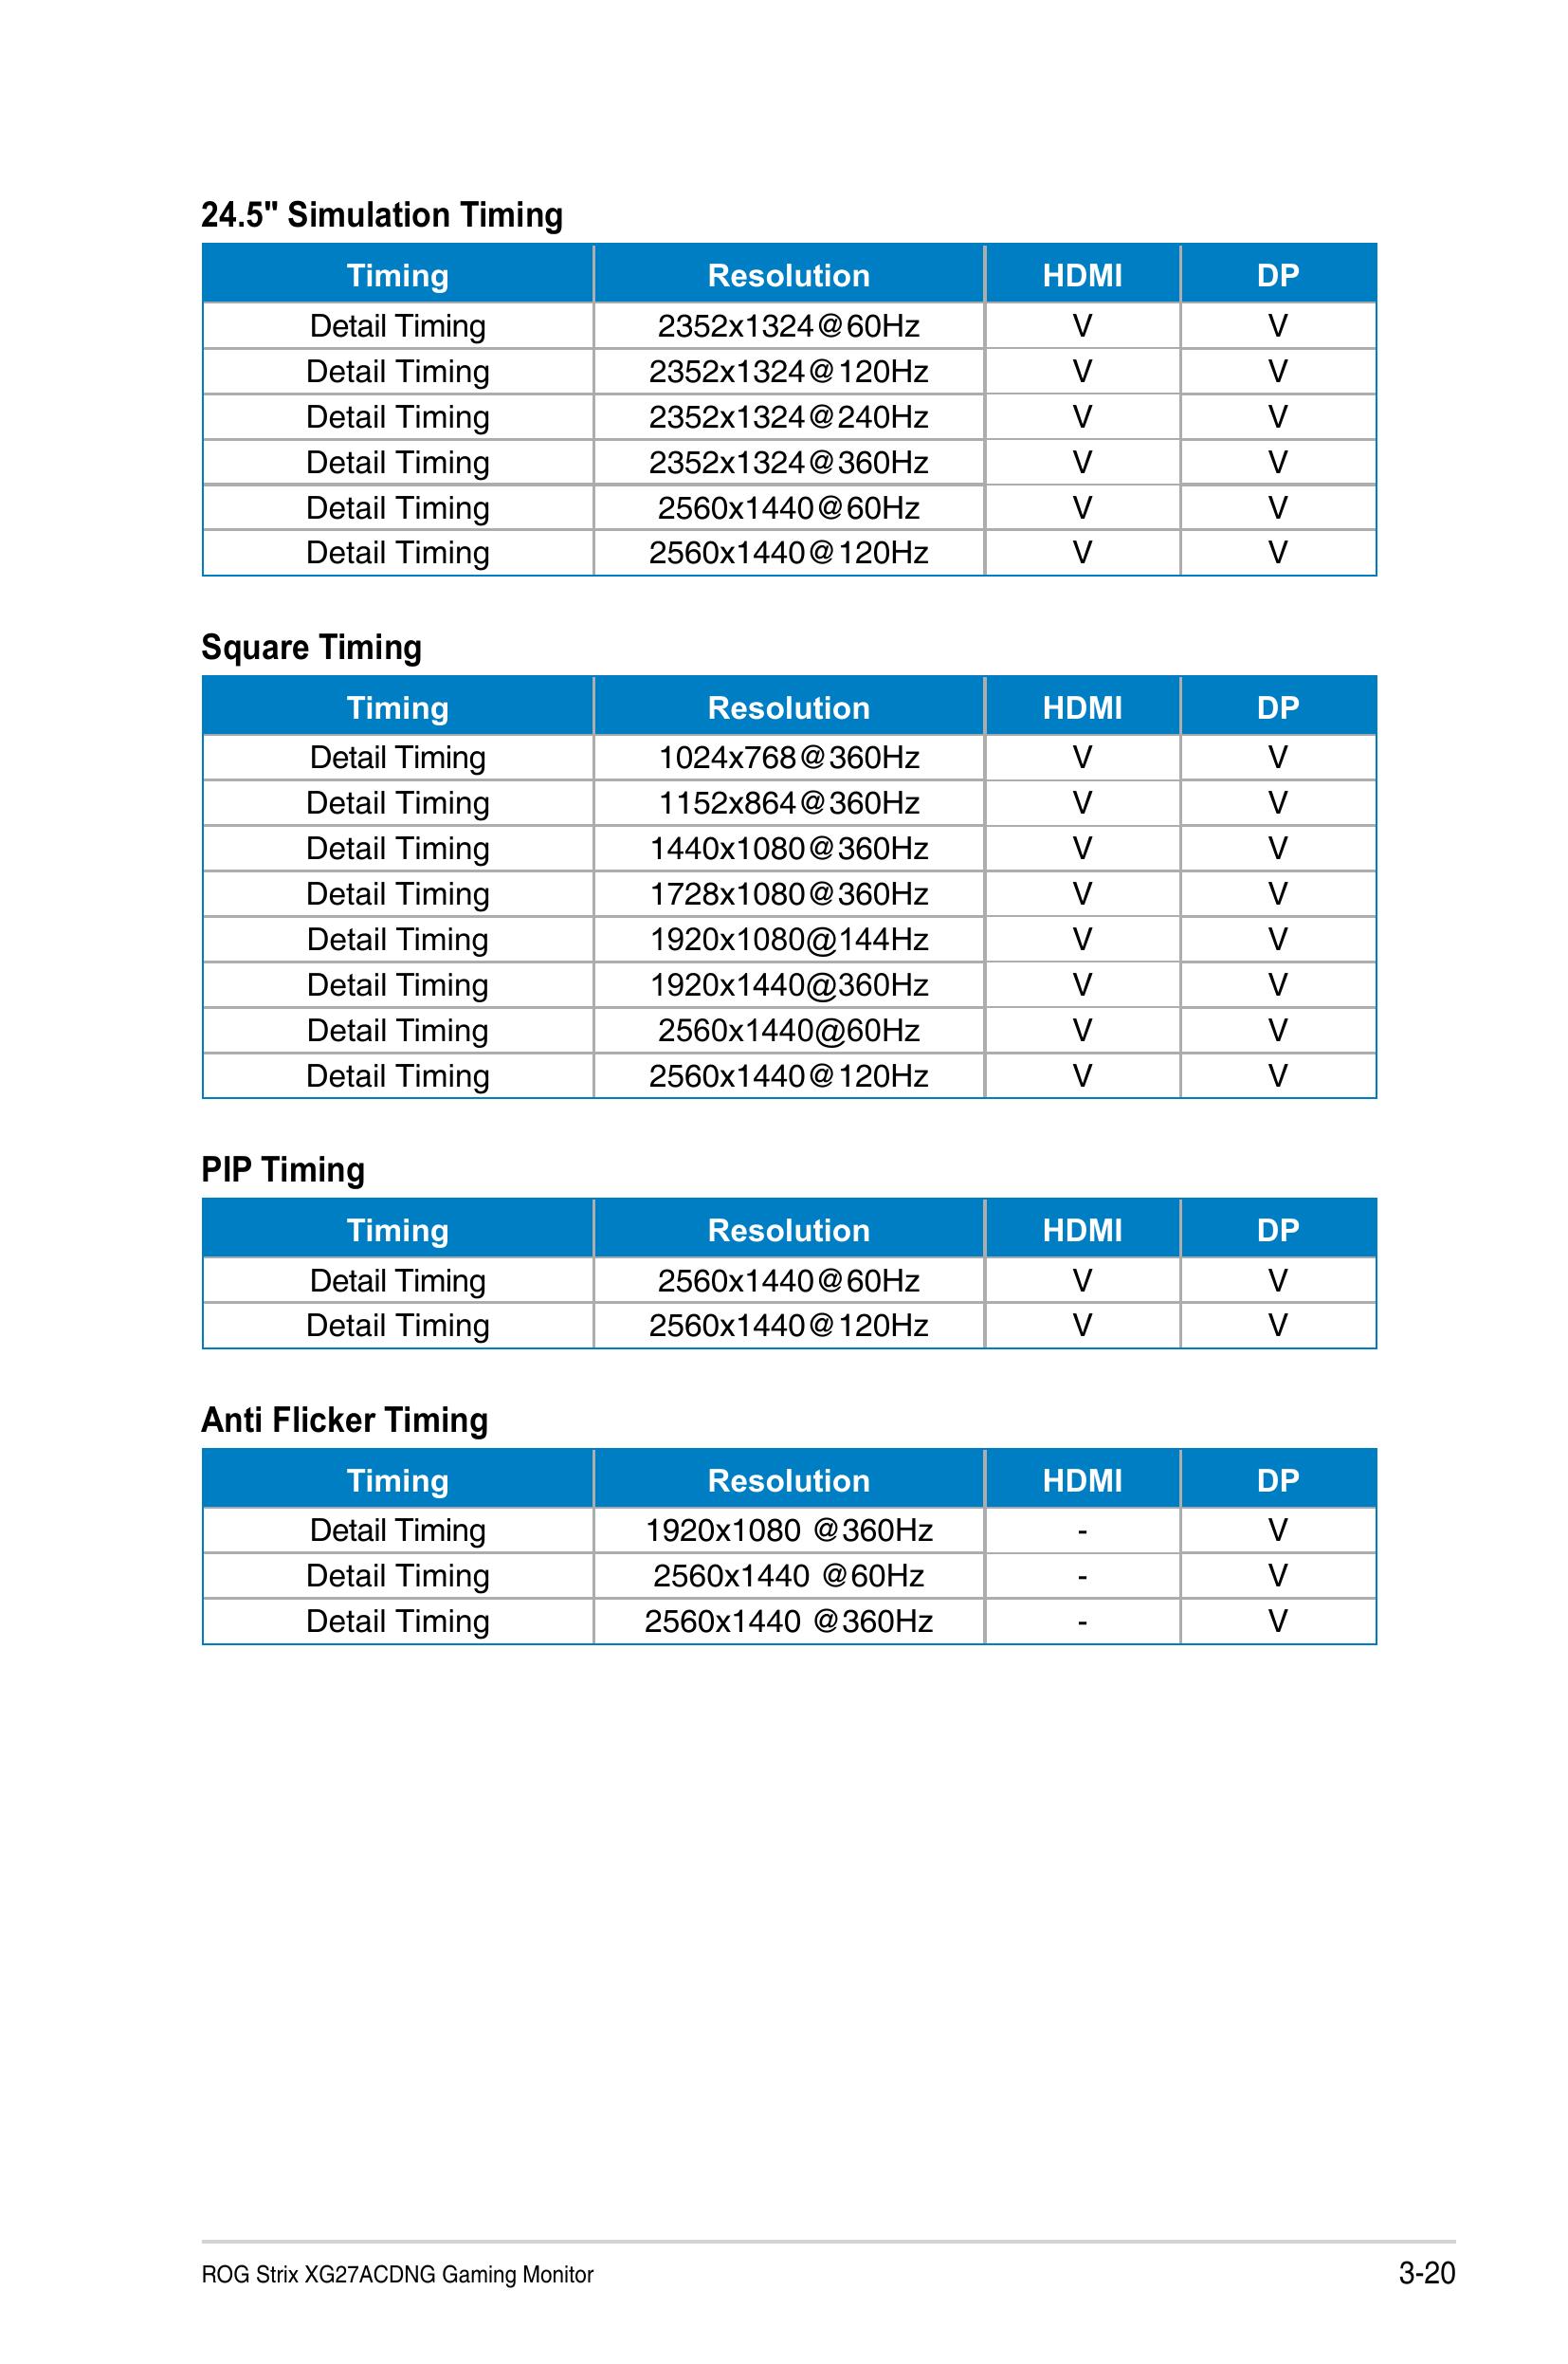 24.5" Simulation Timing
Timing Resolution HDMI DP
Detail Timing 2352x1324@60Hz V V
Detail Timing 2352x1324@120Hz V V
Detail Timing 2352x1324@240Hz V V
Detail Timing 2352x1324@360Hz V V
Detail Timing 2560x1440@60Hz V V
Detail Timing 2560x1440@120Hz V V
Square Timing
Timing Resolution HDMI DP
Detail Timing 1024x768@360Hz V V
Detail Timing 1152x864@360Hz V V
Detail Timing 1440x1080@360Hz V V
Detail Timing 1728x1080@360Hz V V
Detail Timing 1920x1080@144Hz V V
Detail Timing 1920x1440@360Hz V V
Detail Timing 2560x1440@60Hz V V
Detail Timing 2560x1440@120Hz V V
PIP Timing
Timing Resolution HDMI DP
Detail Timing 2560x1440@60Hz V V
Detail Timing 2560x1440@120Hz V V
Anti Flicker Timing
Timing Resolution HDMI DP
Detail Timing 1920x1080 @360Hz - V
Detail Timing 2560x1440 @60Hz - V
Detail Timing 2560x1440 @360Hz - V
ROG Strix XG27ACDNG Gaming Monitor 3-20